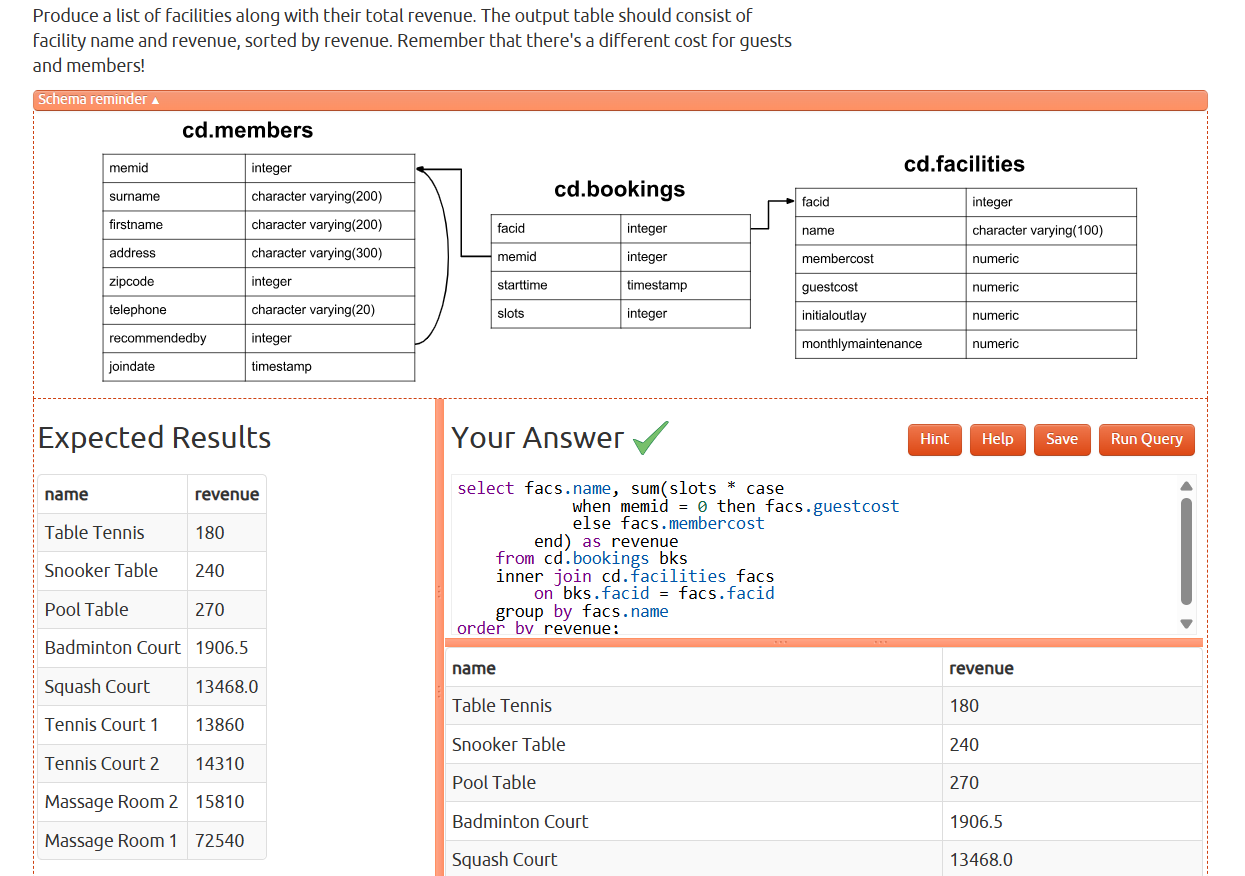 Produce a list of facilities along with their total revenue. The output table should consist of
facility name and revenue, sorted by revenue. Remember that there's a different cost for guests
and members!
Schema reminder ▲
cd.members
memid integer
surname character varying(200)
firstname character varying(200)
address character varying(300)
zipcode integer
telephone character varying(20)
recommendedby integer
joindate timestamp
cd.bookings
facid integer
memid integer
starttime timestamp
slots integer
cd.facilities
facid integer
name character varying(100)
membercost numeric
guestcost numeric
initialoutlay numeric
monthlymaintenance numeric
Expected Results
name revenue
Table Tennis 180
Snooker Table 240
Pool Table 270
Badminton Court 1906.5
Squash Court 13468.0
Tennis Court 1 13860
Tennis Court 2 14310
Massage Room 2 15810
Massage Room 1 72540
Your Answer
Hint Help Save Run Query
select facs.name, sum(slots * case
when memid = 0 then facs.guestcost
else facs.membercost
end) as revenue
from cd.bookings bks
inner join cd.facilities facs
on bks.facid = facs.facid
group by facs.name
order by revenue;
name revenue
Table Tennis 180
Snooker Table 240
Pool Table 270
Badminton Court 1906.5
Squash Court 13468.0